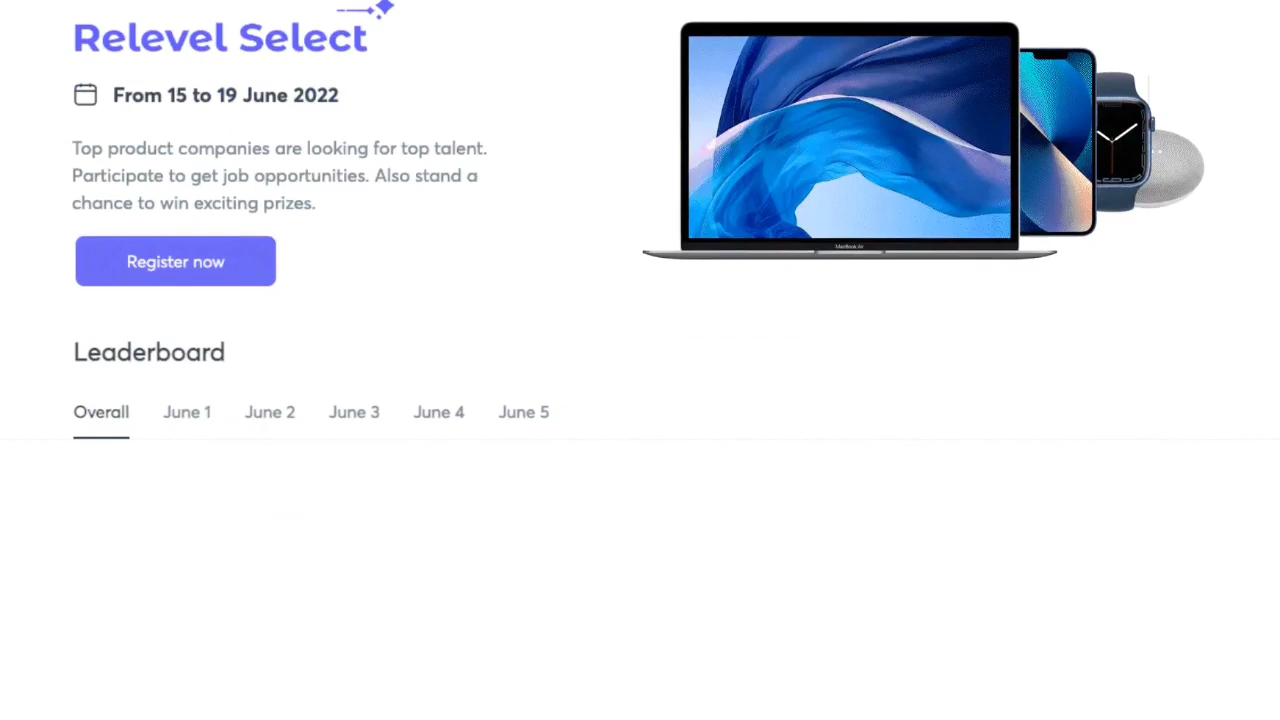 Relevel Select
From 15 to 19 June 2022
Top product companies are looking for top talent.
Participate to get job opportunities. Also stand a
chance to win exciting prizes.
Register now
MacBook Air
Leaderboard
Overall June 1 June 2 June 3 June 4 June 5